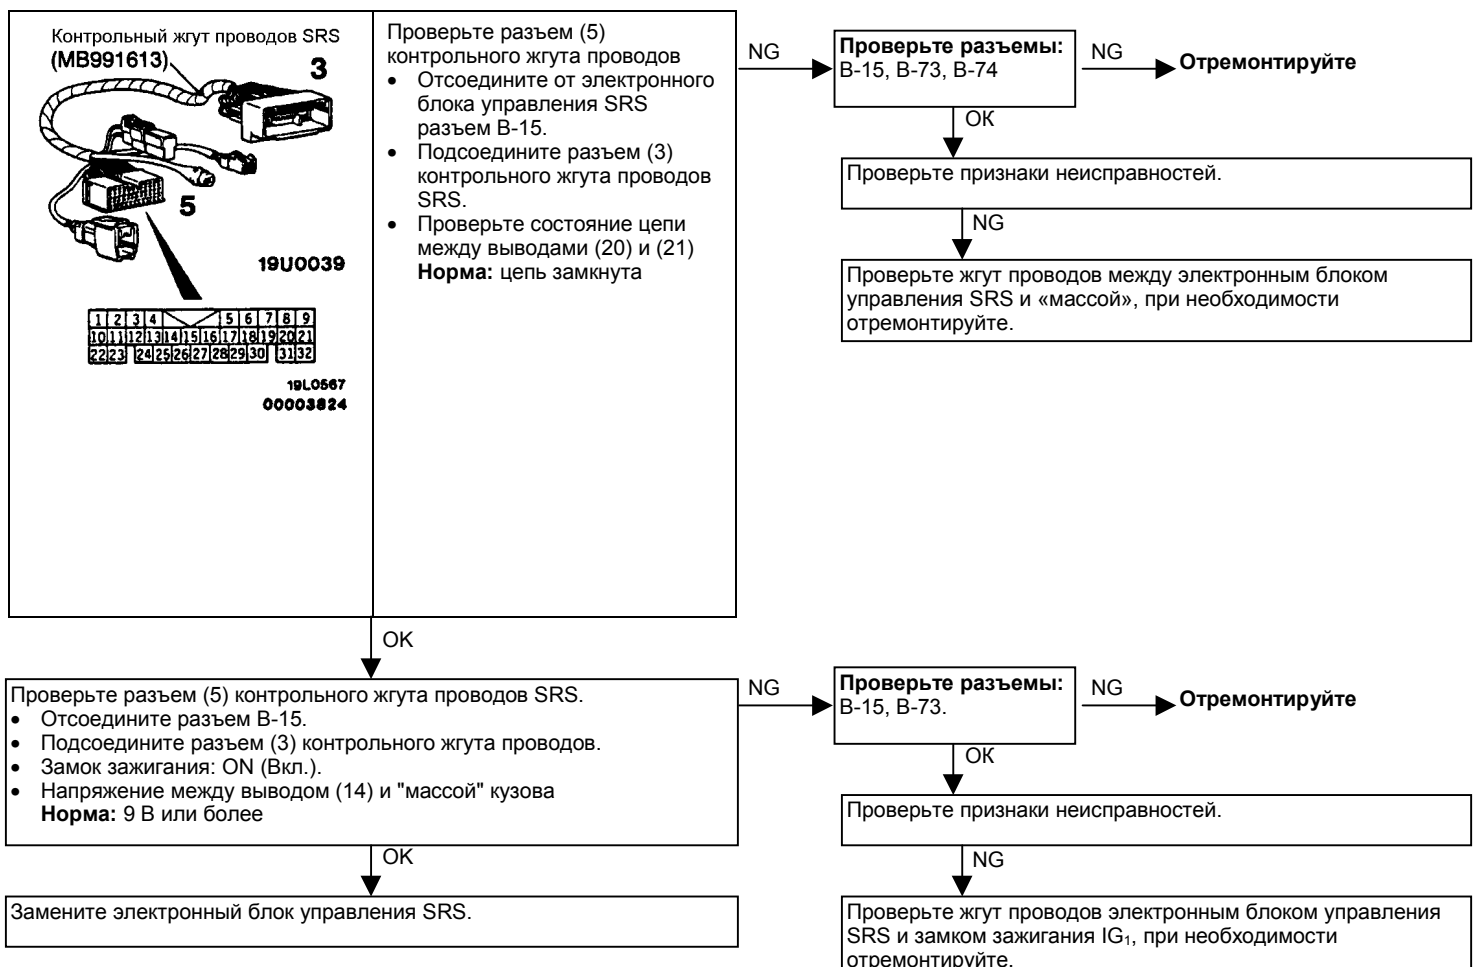 Контрольный жгут проводов SRS
(MB991613)
3
5
19U0039
1 2 3 4 5 6 7 8 9
10 11 12 13 14 15 16 17 18 19 20 21
22 23 24 25 26 27 28 29 30 31 32
19L0567
00003824
Проверьте разъем (5)
контрольного жгута проводов
• Отсоедините от электронного
блока управления SRS
разъем B-15.
• Подсоедините разъем (3)
контрольного жгута проводов
SRS.
• Проверьте состояние цепи
между выводами (20) и (21)
Норма: цепь замкнута
NG
Проверьте разъемы:
B-15, B-73, B-74
NG
Отремонтируйте
OK
Проверьте признаки неисправностей.
NG
Проверьте жгут проводов между электронным блоком
управления SRS и «массой», при необходимости
отремонтируйте.
OK
Проверьте разъем (5) контрольного жгута проводов SRS.
• Отсоедините разъем B-15.
• Подсоедините разъем (3) контрольного жгута проводов.
• Замок зажигания: ON (Вкл.).
• Напряжение между выводом (14) и "массой" кузова
Норма: 9 В или более
NG
Проверьте разъемы:
B-15, B-73.
NG
Отремонтируйте
OK
Проверьте признаки неисправностей.
NG
Проверьте жгут проводов электронным блоком управления
SRS и замком зажигания IG₁, при необходимости
отремонтируйте.
OK
Замените электронный блок управления SRS.